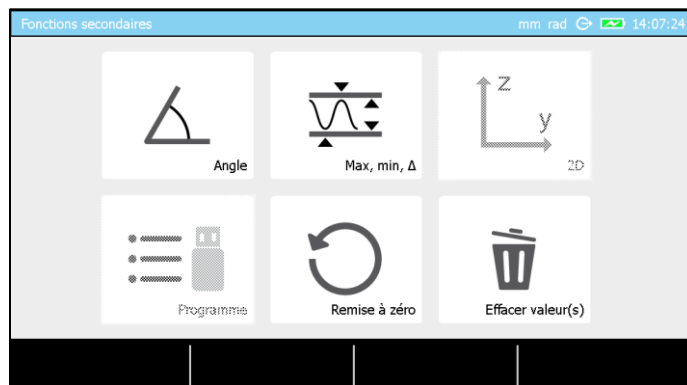 Fonctions secondaires mm rad 14:07:24
Z
y
Angle Max, min, Δ 2D
Programme Remise à zéro Effacer valeur(s)